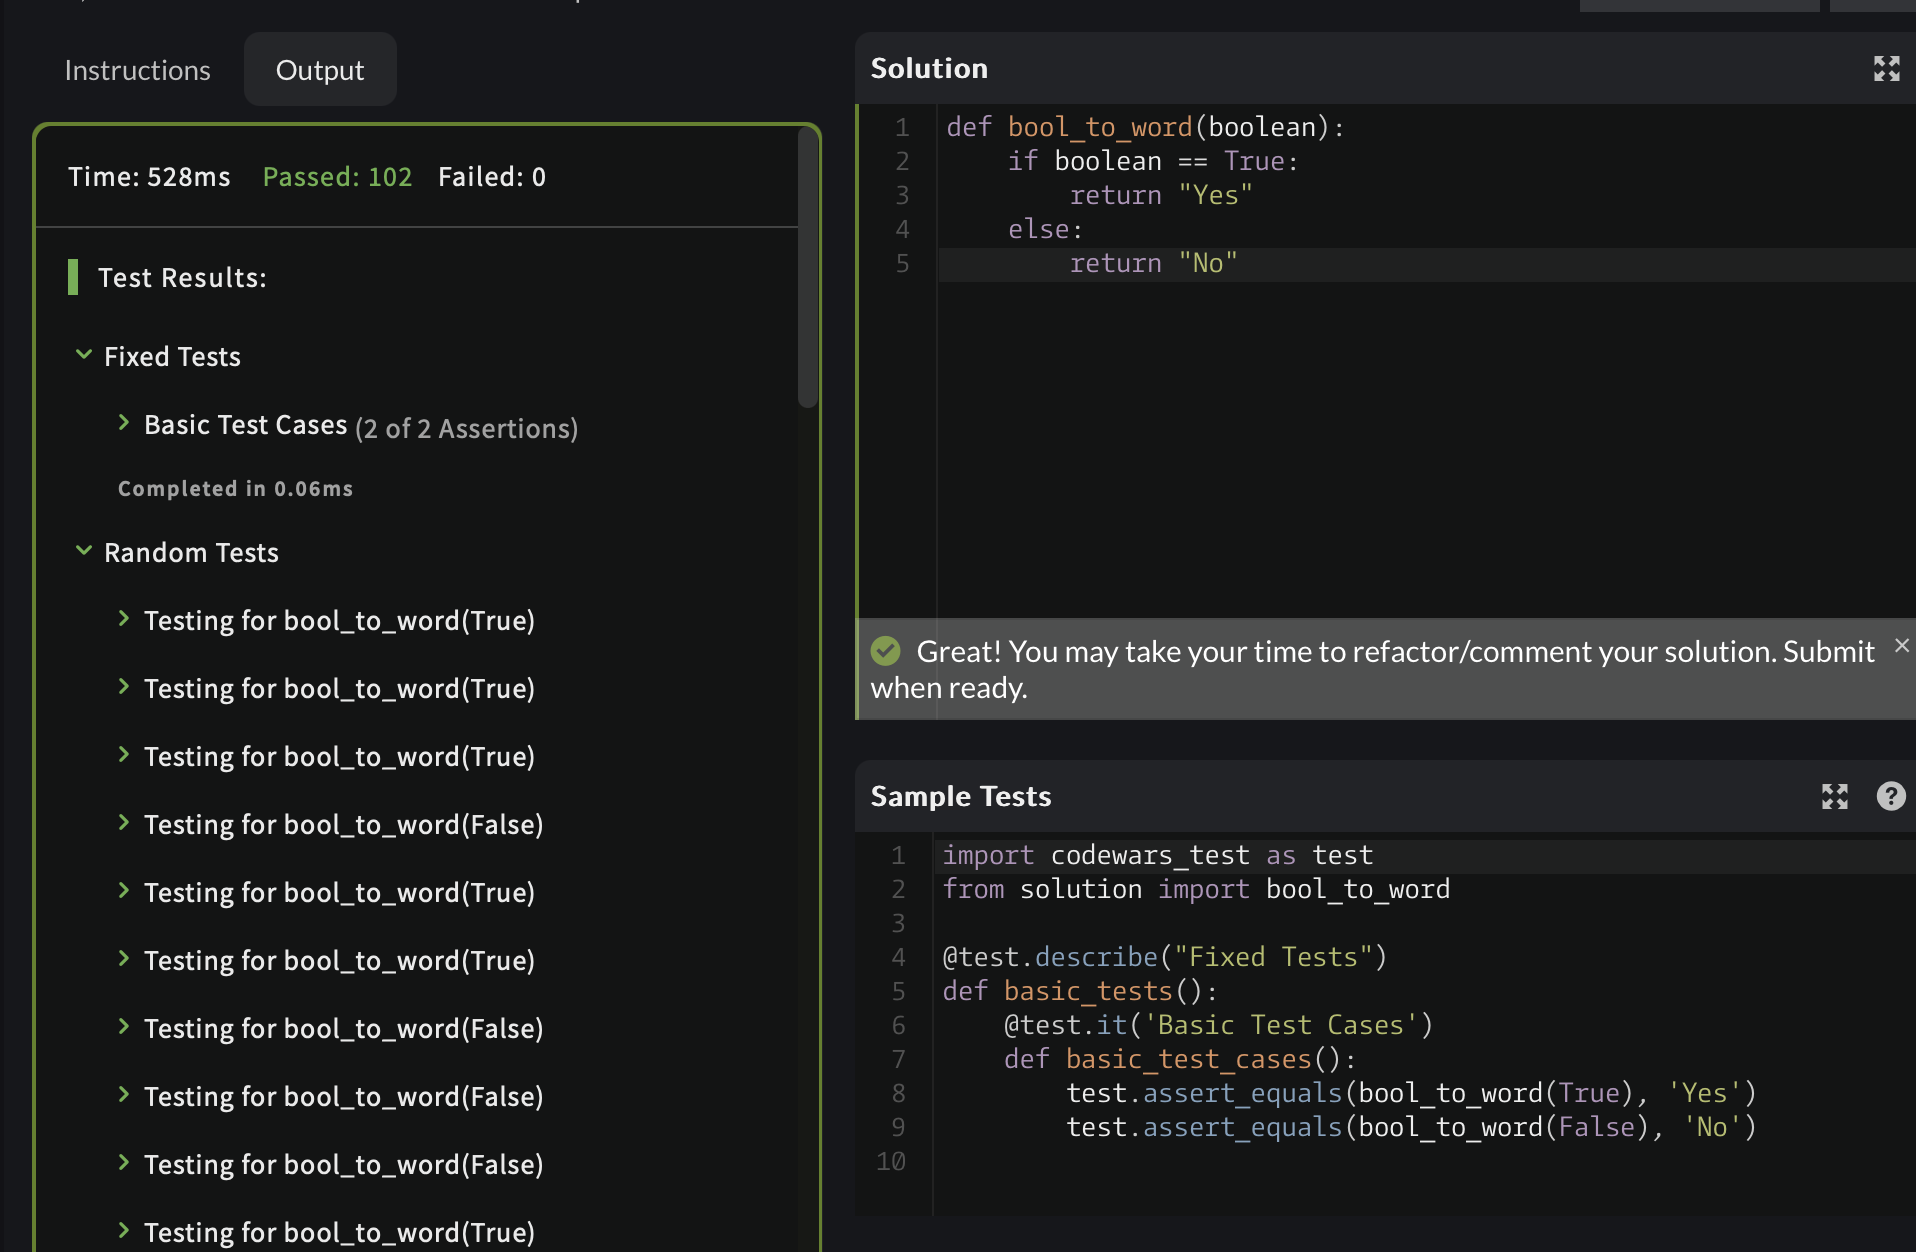 Instructions
Output
Time: 528ms Passed: 102 Failed: 0
Test Results:
Fixed Tests
Basic Test Cases (2 of 2 Assertions)
Completed in 0.06ms
Random Tests
Testing for bool_to_word(True)
Testing for bool_to_word(True)
Testing for bool_to_word(True)
Testing for bool_to_word(False)
Testing for bool_to_word(True)
Testing for bool_to_word(True)
Testing for bool_to_word(False)
Testing for bool_to_word(False)
Testing for bool_to_word(False)
Testing for bool_to_word(True)
Solution
1 def bool_to_word(boolean):
2     if boolean == True:
3         return "Yes"
4     else:
5         return "No"
Great! You may take your time to refactor/comment your solution. Submit
when ready.
Sample Tests
1 import codewars_test as test
2 from solution import bool_to_word
3
4 @test.describe("Fixed Tests")
5 def basic_tests():
6     @test.it('Basic Test Cases')
7     def basic_test_cases():
8         test.assert_equals(bool_to_word(True), 'Yes')
9         test.assert_equals(bool_to_word(False), 'No')
10